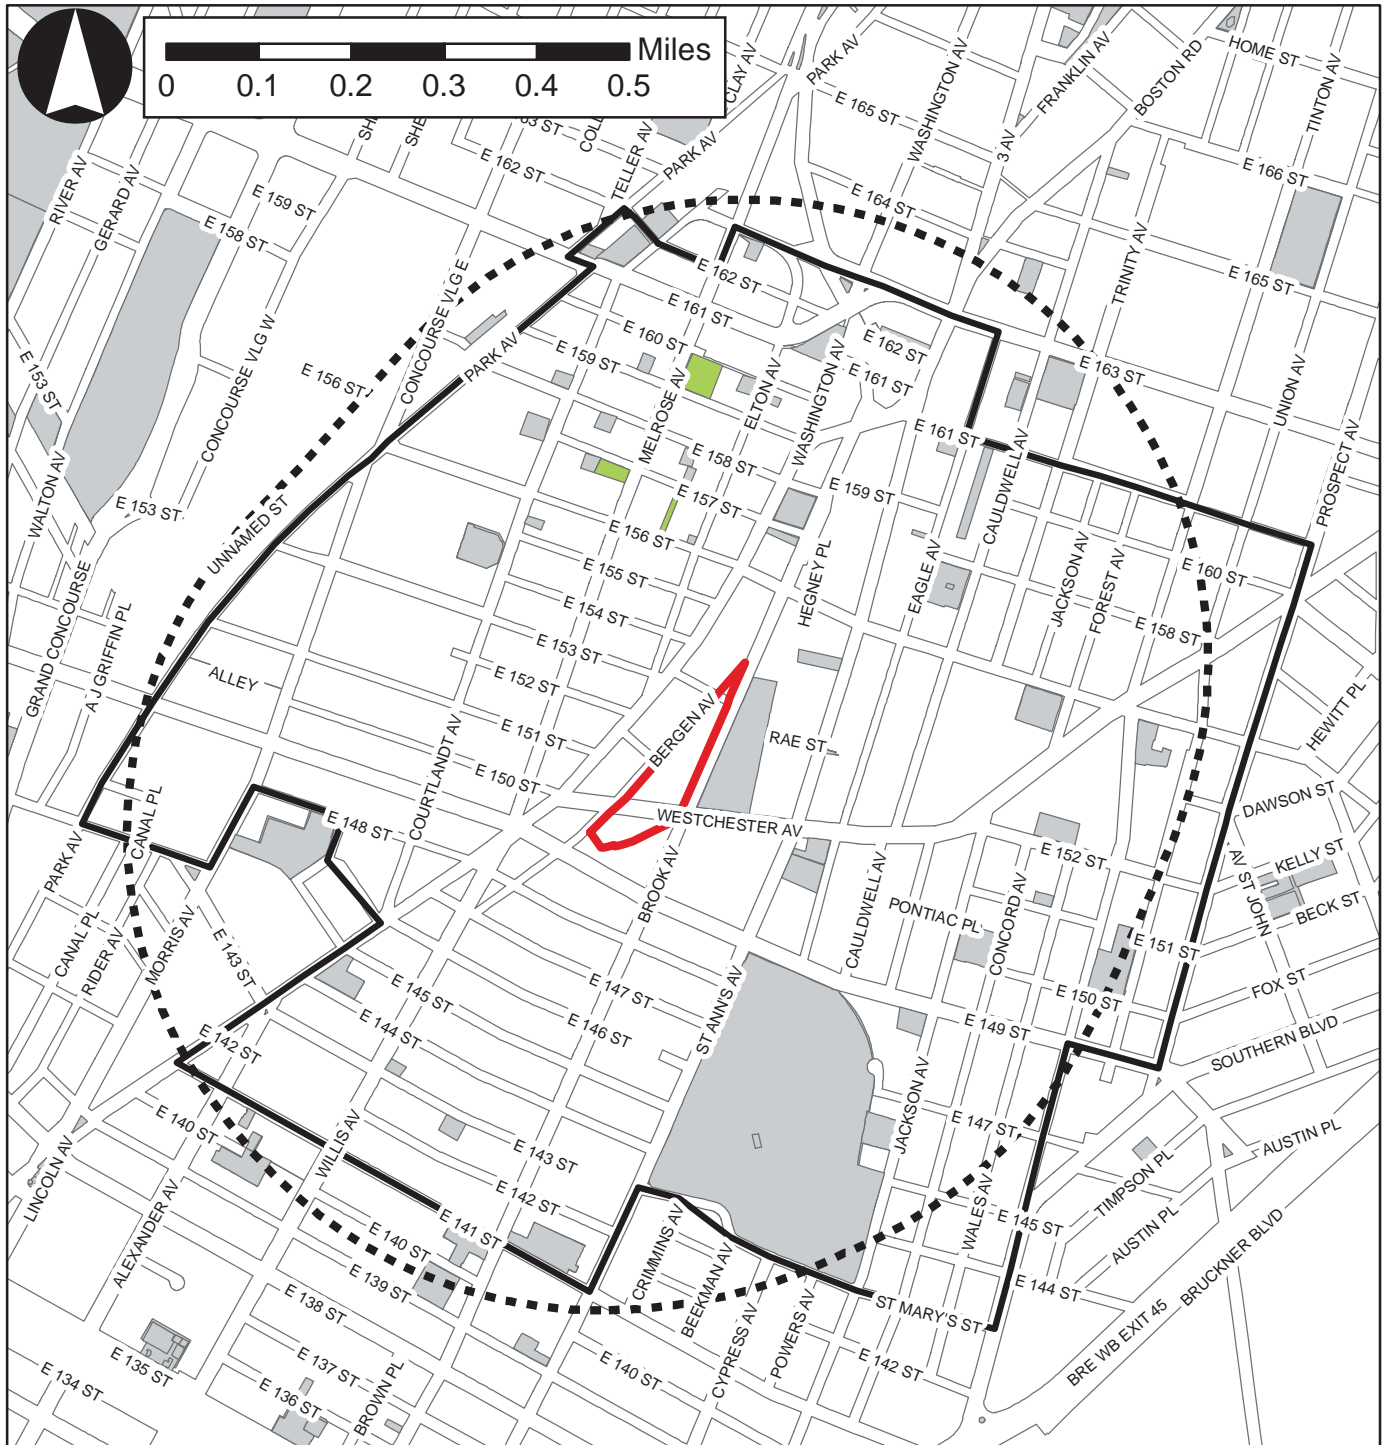 Miles
0 0.1 0.2 0.3 0.4 0.5
CLAY AV
PARK AV
E 165 ST
WASHINGTON AV
3 AV
FRANKLIN AV
BOSTON RD
HOME ST
TINTON AV
E 162 ST
TELLER AV
PARK AV
E 164 ST
E 166 ST
RIVER AV
GERARD AV
E 159 ST
E 158 ST
TRINITY AV
E 165 ST
CONCOURSE VLG E
E 162 ST
E 161 ST
E 160 ST
E 159 ST
E 162 ST
E 161 ST
E 163 ST
E 153 ST
CONCOURSE VLG W
E 156 ST
PARK AV
MELROSE AV
ELTON AV
WASHINGTON AV
UNION AV
E 161 ST
PROSPECT AV
WALTON AV
E 153 ST
UNNAMED ST
E 158 ST
E 157 ST
E 159 ST
CAULDWELL AV
E 156 ST
E 155 ST
E 154 ST
E 153 ST
E 152 ST
E 151 ST
E 150 ST
HEGNEY PL
EAGLE AV
JACKSON AV
FOREST AV
E 160 ST
E 158 ST
GRAND CONCOURSE
A J GRIFFIN PL
ALLEY
COURTLANDT AV
BERGEN AV
RAE ST
HEWITT PL
CANAL PL
E 148 ST
WESTCHESTER AV
DAWSON ST
KELLY ST
BECK ST
AV ST JOHN
E 152 ST
PARK AV
CANAL PL
RIDER AV
MORRIS AV
E 143 ST
BROOK AV
CAULDWELL AV
PONTIAC PL
CONCORD AV
E 151 ST
E 150 ST
FOX ST
SOUTHERN BLVD
E 142 ST
E 145 ST
E 144 ST
E 147 ST
E 146 ST
ST ANN'S AV
E 149 ST
JACKSON AV
E 147 ST
AUSTIN PL
E 140 ST
LINCOLN AV
WILLIS AV
E 143 ST
E 142 ST
E 141 ST
E 140 ST
E 139 ST
ALEXANDER AV
WALES AV
E 145 ST
TIMPSON PL
AUSTIN PL
BRUCKNER BLVD
CRIMMINS AV
BEEKMAN AV
CYPRESS AV
POWERS AV
ST MARY'S ST
E 144 ST
BRE WB EXIT 45
E 138 ST
E 137 ST
E 136 ST
E 135 ST
E 134 ST
BROWN PL
E 140 ST
E 142 ST